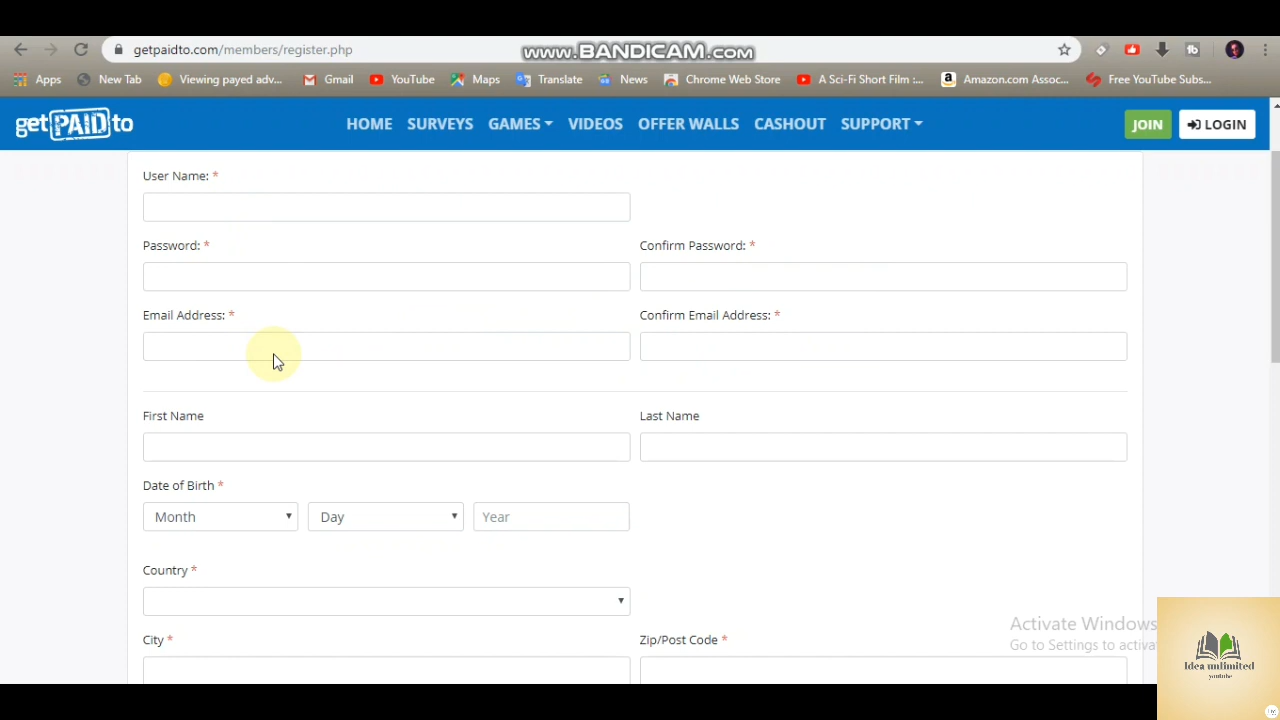 getpaidto.com/members/register.php
www.BANDICAM.com
Apps New Tab Viewing payed adv... Gmail YouTube Maps Translate News Chrome Web Store A Sci-Fi Short Film :... Amazon.com Assoc... Free YouTube Subs...
get PAID to HOME SURVEYS GAMES VIDEOS OFFER WALLS CASHOUT SUPPORT JOIN LOGIN
User Name: *
Password: * Confirm Password: *
Email Address: * Confirm Email Address: *
First Name Last Name
Date of Birth *
Month Day Year
Country *
Activate Windows
Go to Settings to activa
City * Zip/Post Code *
Idea unlimited
youtube